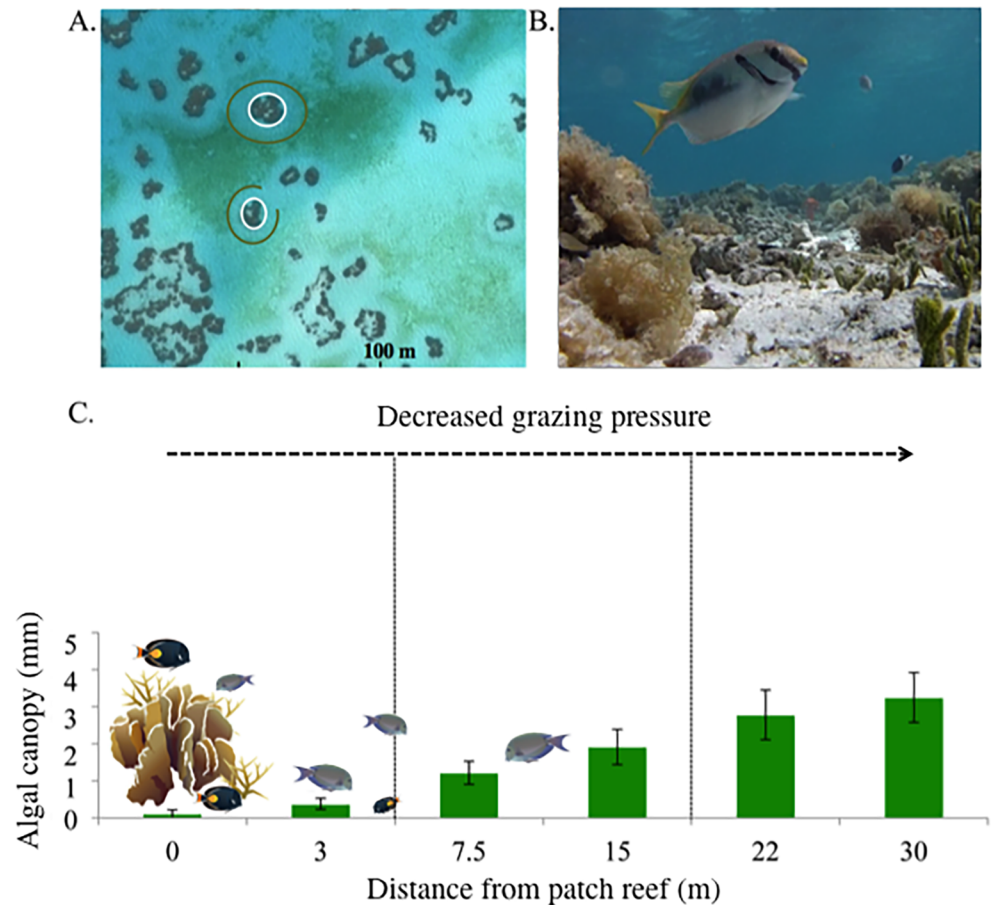 A.
B.
100 m
C.
Decreased grazing pressure
Algal canopy (mm)
5
4
3
2
1
0
0 3 7.5 15 22 30
Distance from patch reef (m)